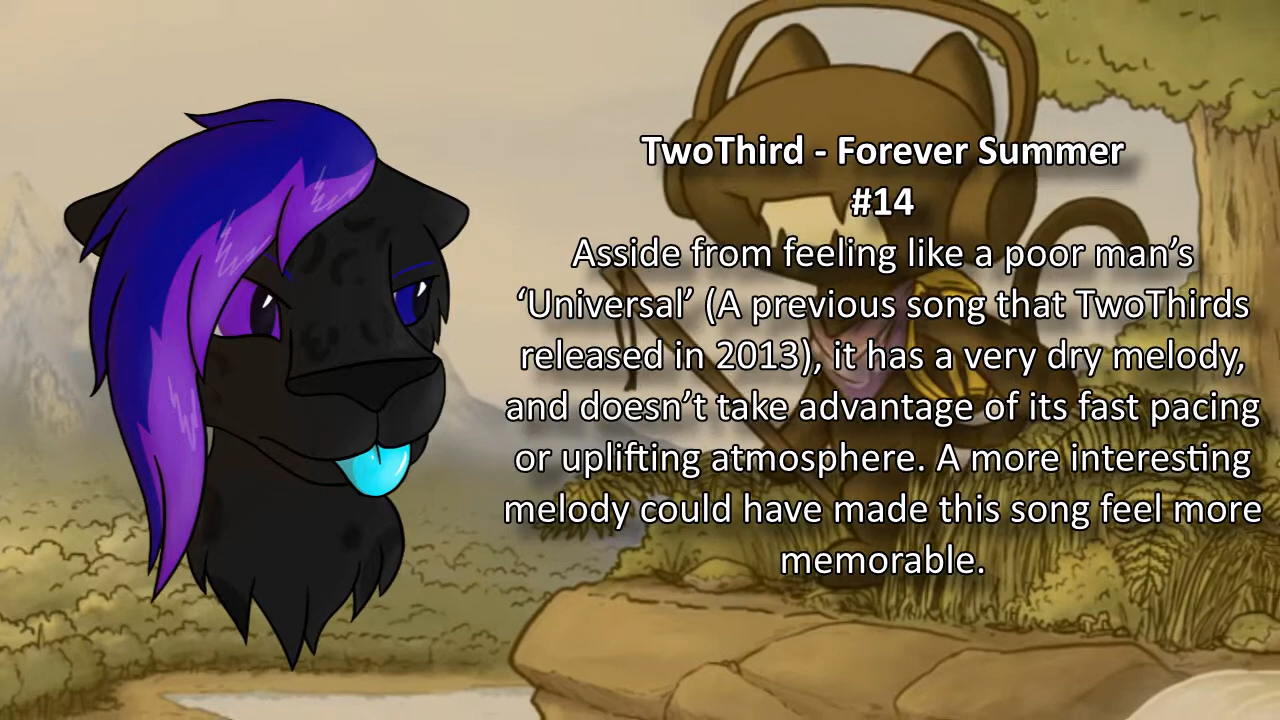 TwoThird - Forever Summer
#14
Asside from feeling like a poor man’s
‘Universal’ (A previous song that TwoThirds
released in 2013), it has a very dry melody,
and doesn’t take advantage of its fast pacing
or uplifting atmosphere. A more interesting
melody could have made this song feel more
memorable.